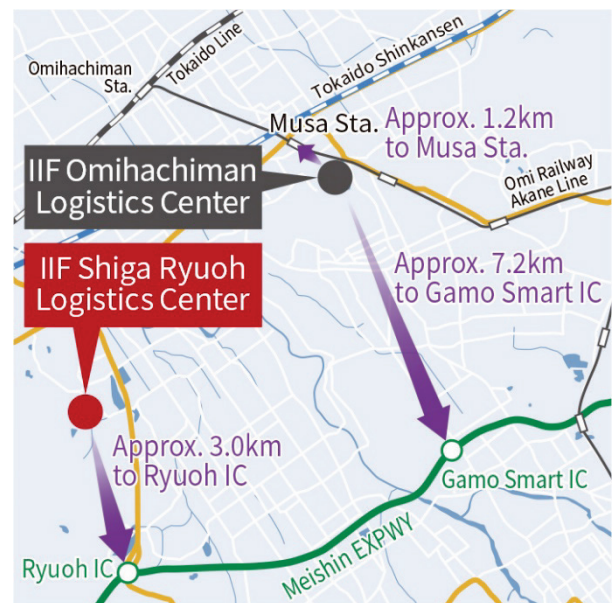 Omihachiman
Sta.
Tokaido Line
Tokaido Shinkansen
Musa Sta.
Approx. 1.2km
to Musa Sta.
IIF Omihachiman
Logistics Center
Omi Railway
Akane Line
IIF Shiga Ryuoh
Logistics Center
Approx. 7.2km
to Gamo Smart IC
Approx. 3.0km
to Ryuoh IC
Gamo Smart IC
Meishin EXPWY
Ryuoh IC